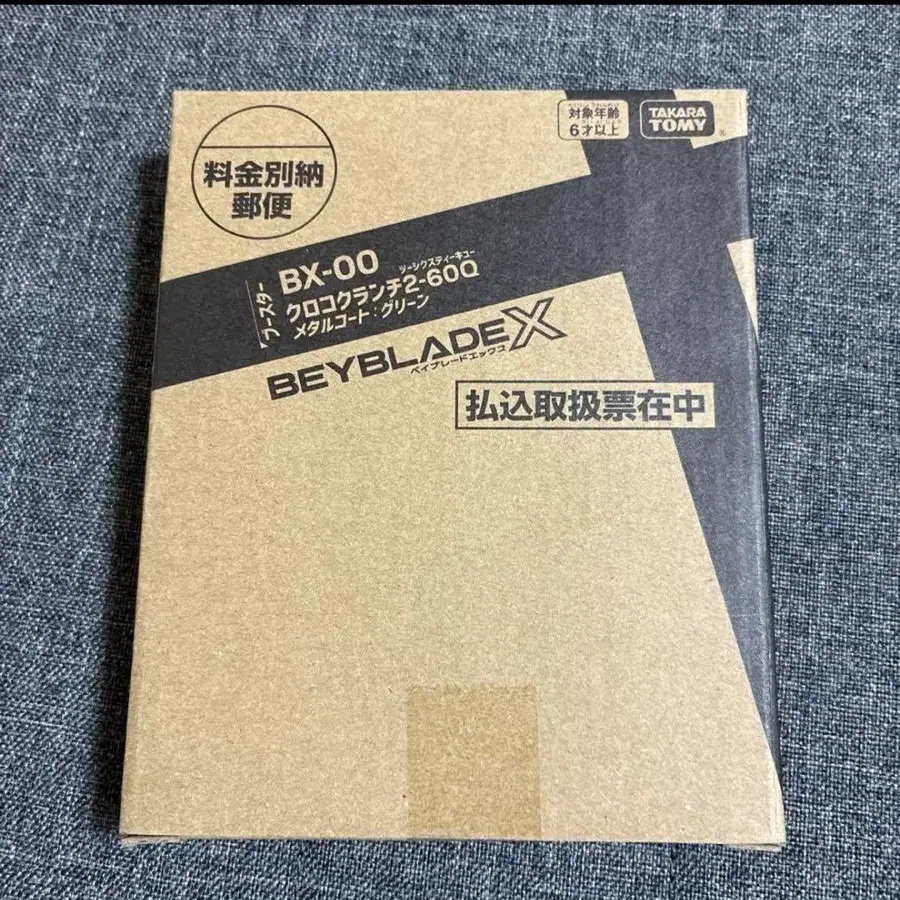 料金別納
郵便
対象年齢
6才以上
TAKARA
TOMY
ブースター
BX-00
ツーシクスティーキュー
クロコクランチ2-60Q
メタルコート:グリーン
BEYBLADE X
ベイブレードエックス
払込取扱票在中